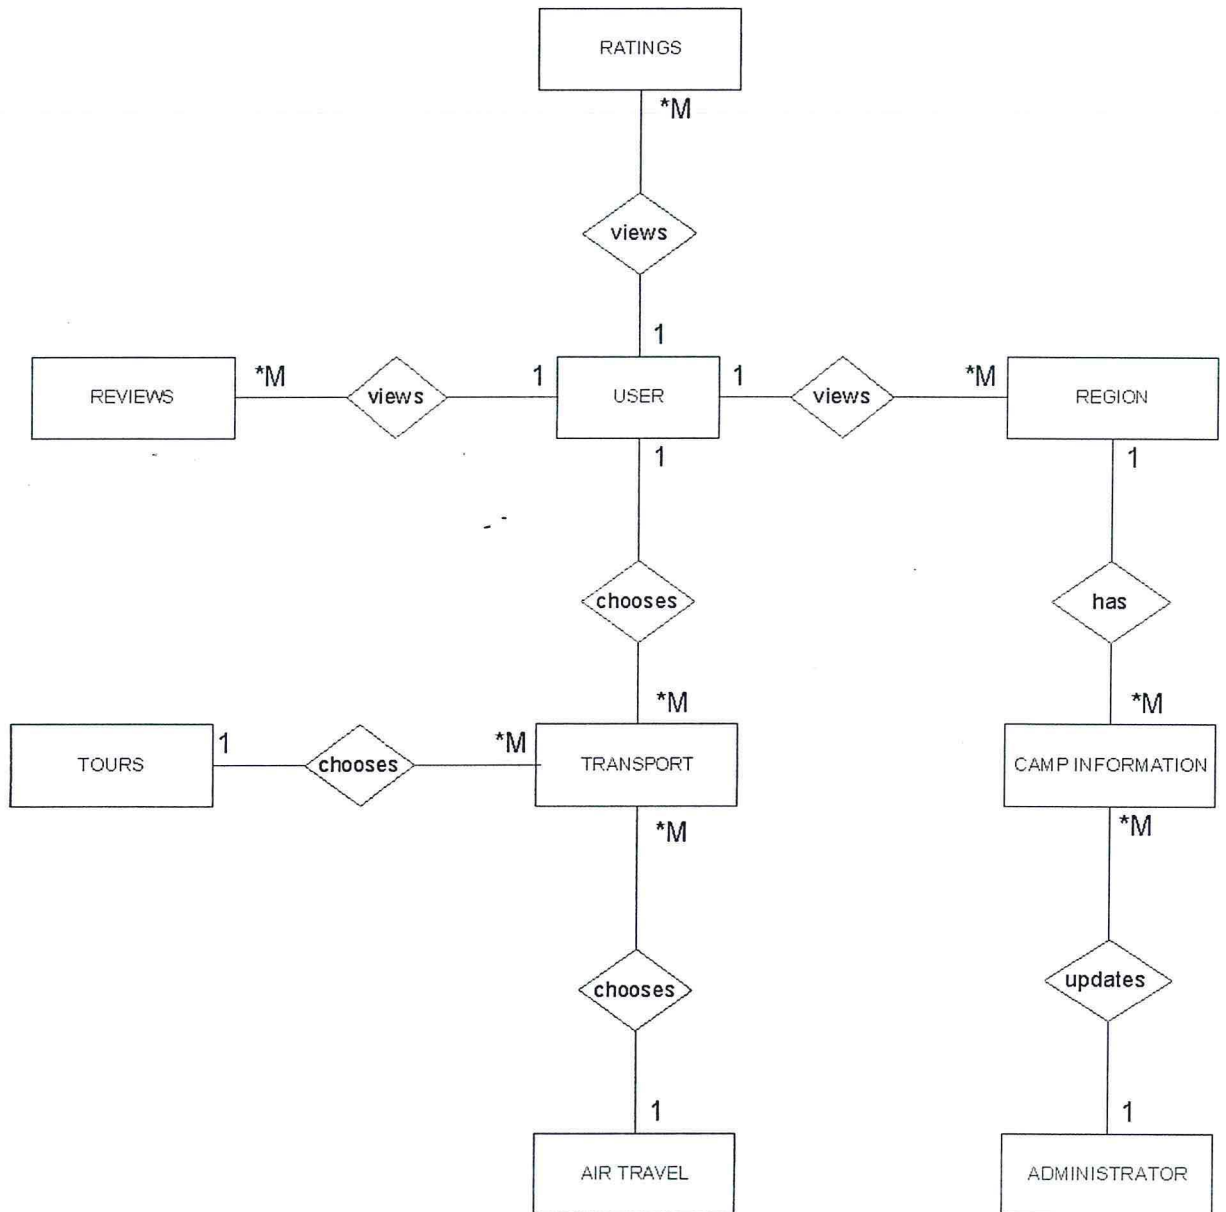 RATINGS
*M
views
1
REVIEWS *M views 1 USER 1 views *M REGION
1 1
chooses has
*M *M
TOURS 1 chooses *M TRANSPORT CAMP INFORMATION
*M *M
chooses updates
1 1
AIR TRAVEL ADMINISTRATOR